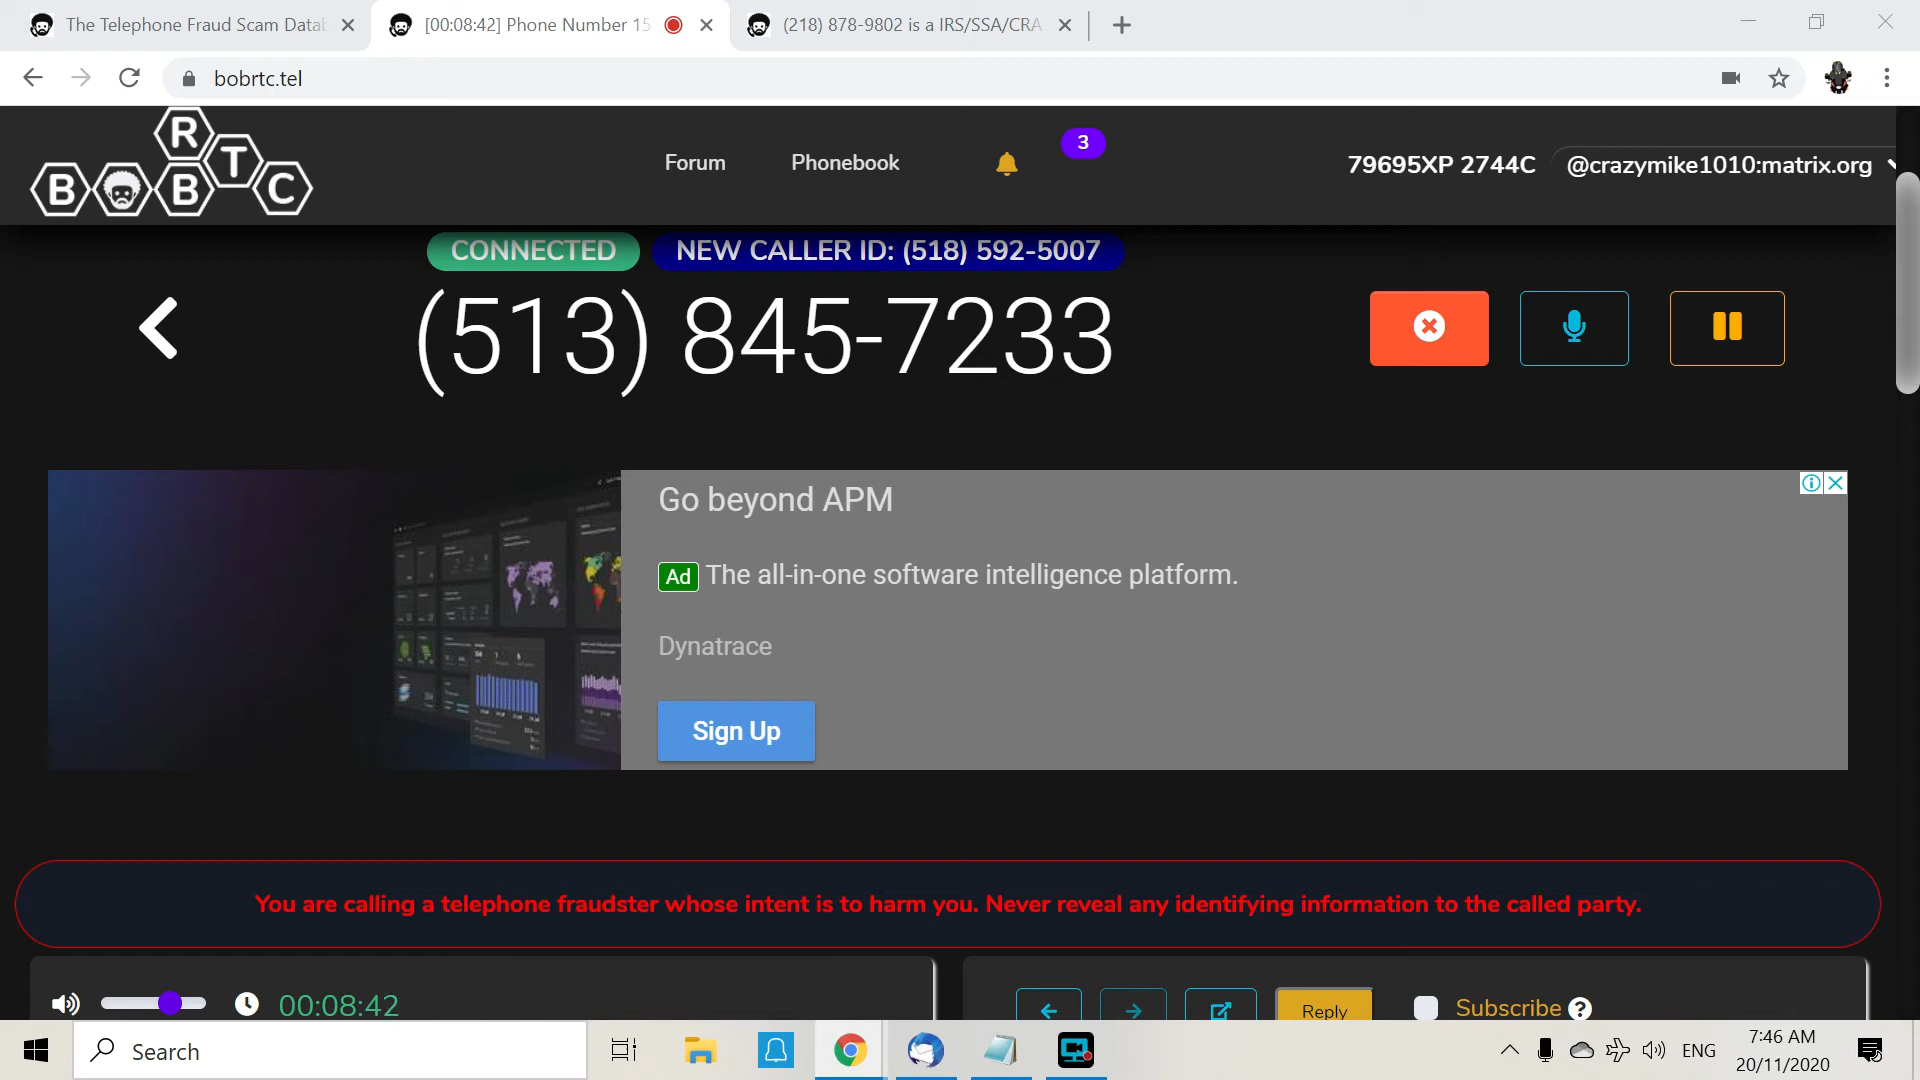 The Telephone Fraud Scam Datab
[00:08:42] Phone Number 15
(218) 878-9802 is a IRS/SSA/CRA
bobrtc.tel
R
T
B B C
Forum
Phonebook
3
79695XP 2744C
@crazymike1010:matrix.org
CONNECTED
NEW CALLER ID: (518) 592-5007
(513) 845-7233
Go beyond APM
Ad The all-in-one software intelligence platform.
Dynatrace
Sign Up
You are calling a telephone fraudster whose intent is to harm you. Never reveal any identifying information to the called party.
00:08:42
Reply
Subscribe
Search
ENG
7:46 AM
20/11/2020